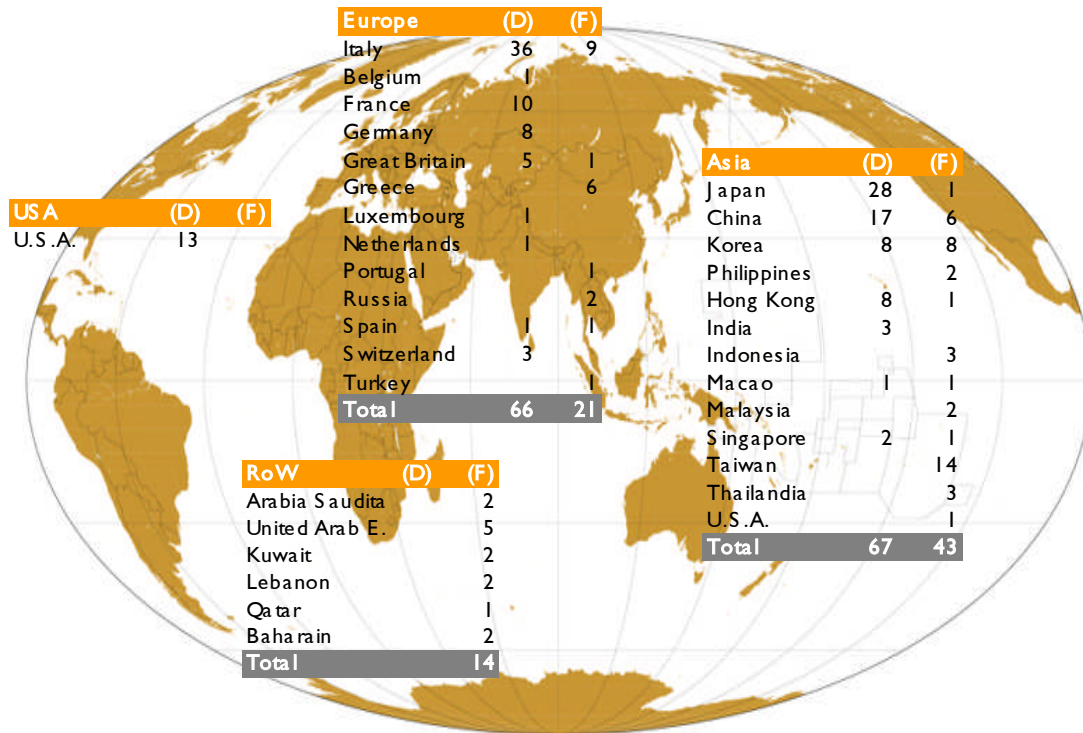 Europe (D) (F)
Italy 36 9
Belgium 1
France 10
Germany 8
Great Britain 5 1
Greece 6
Luxembourg 1
Netherlands 1
Portugal 1
Russia 2
Spain 1 1
Switzerland 3
Turkey 1
Total 66 21
USA (D) (F)
U.S.A. 13
Asia (D) (F)
Japan 28 1
China 17 6
Korea 8 8
Philippines 2
Hong Kong 8 1
India 3
Indonesia 3
Macao 1 1
Malaysia 2
Singapore 2 1
Taiwan 14
Thailandia 3
U.S.A. 1
Total 67 43
RoW (D) (F)
Arabia Saudita 2
United Arab E. 5
Kuwait 2
Lebanon 2
Qatar 1
Baharain 2
Total 14